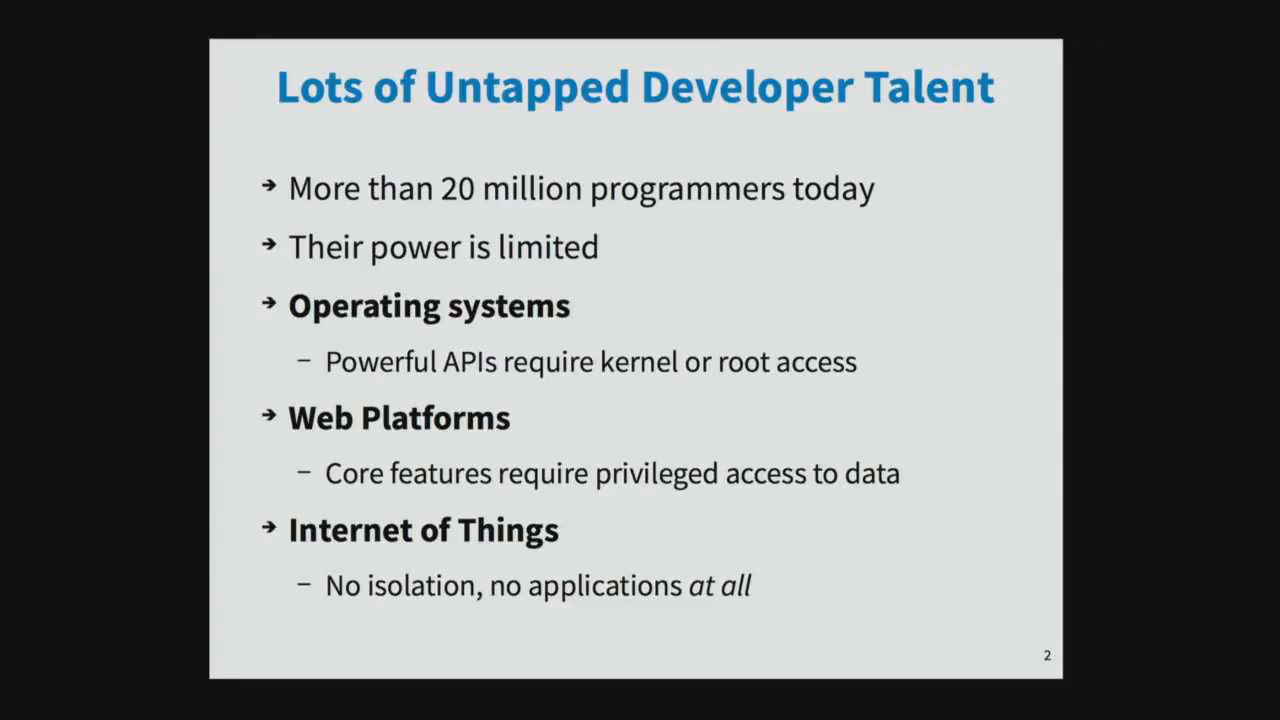 Lots of Untapped Developer Talent
➔ More than 20 million programmers today
➔ Their power is limited
➔ Operating systems
– Powerful APIs require kernel or root access
➔ Web Platforms
– Core features require privileged access to data
➔ Internet of Things
– No isolation, no applications at all
2